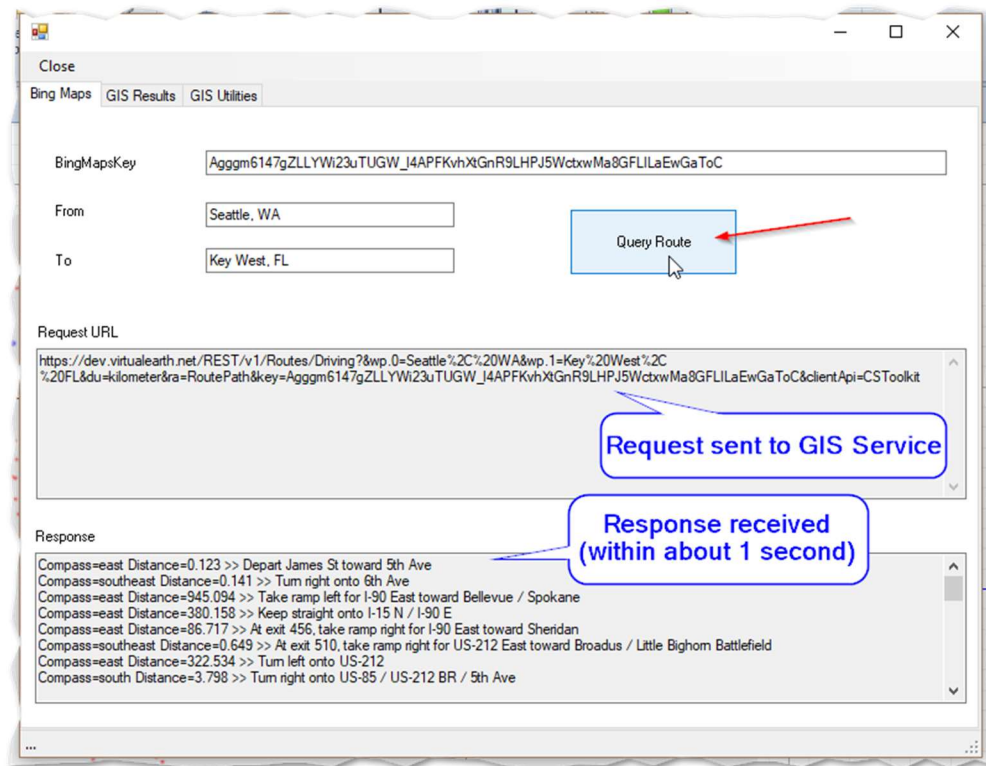 Close
Bing Maps GIS Results GIS Utilities
BingMapsKey Agggm6147gZLLYWi23uTUGW_I4APFKvhXtGnR9LHPJ5WctxwMa8GFLILaEwGaToC
From Seattle, WA
Query Route
To Key West, FL
Request URL
https://dev.virtualearth.net/REST/v1/Routes/Driving?&wp.0=Seattle%2C%20WA&wp.1=Key%20West%2C
%20FL&du=kilometer&ra=RoutePath&key=Agggm6147gZLLYWi23uTUGW_I4APFKvhXtGnR9LHPJ5WctxwMa8GFLILaEwGaToC&clientApi=CSToolkit
Request sent to GIS Service
Response received
(within about 1 second)
Response
Compass=east Distance=0.123 >> Depart James St toward 5th Ave
Compass=southeast Distance=0.141 >> Turn right onto 6th Ave
Compass=east Distance=945.094 >> Take ramp left for I-90 East toward Bellevue / Spokane
Compass=east Distance=380.158 >> Keep straight onto I-15 N / I-90 E
Compass=east Distance=86.717 >> At exit 456, take ramp right for I-90 East toward Sheridan
Compass=southeast Distance=0.649 >> At exit 510, take ramp right for US-212 East toward Broadus / Little Bighorn Battlefield
Compass=east Distance=322.534 >> Turn left onto US-212
Compass=south Distance=3.798 >> Turn right onto US-85 / US-212 BR / 5th Ave
...